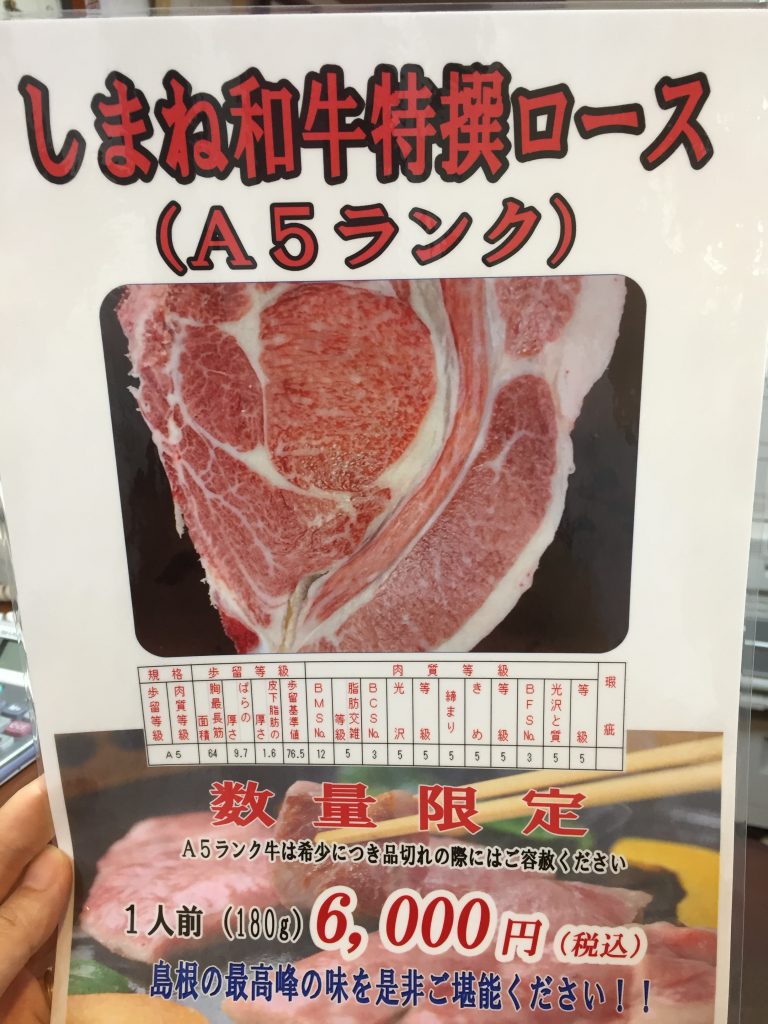 しまね和牛特撰ロース
（A5ランク）
規格 歩留等級 肉質等級 瑕疵
歩留等級 肉質等級 胸最長筋面積 ばらの厚さ 皮下脂肪の厚さ 歩留基準値 BMSNo. 脂肪交雑等級 BCSNo. 光沢 等級 締まり きめ 等級 BFSNo. 光沢と質 等級
A5 64 9.7 1.6 76.5 12 5 3 5 5 5 5 5 3 5 5
数量限定
A5ランク牛は希少につき品切れの際にはご容赦ください
1人前（180g）6,000円（税込）
島根の最高峰の味を是非ご堪能ください！！